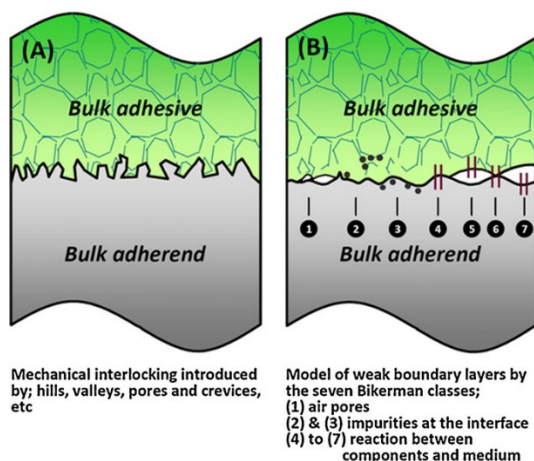 (A)
Bulk adhesive
Bulk adherend
Mechanical interlocking introduced
by; hills, valleys, pores and crevices,
etc
(B)
Bulk adhesive
1 2 3 4 5 6 7
Bulk adherend
Model of weak boundary layers by
the seven Bikerman classes;
(1) air pores
(2) & (3) impurities at the interface
(4) to (7) reaction between
components and medium